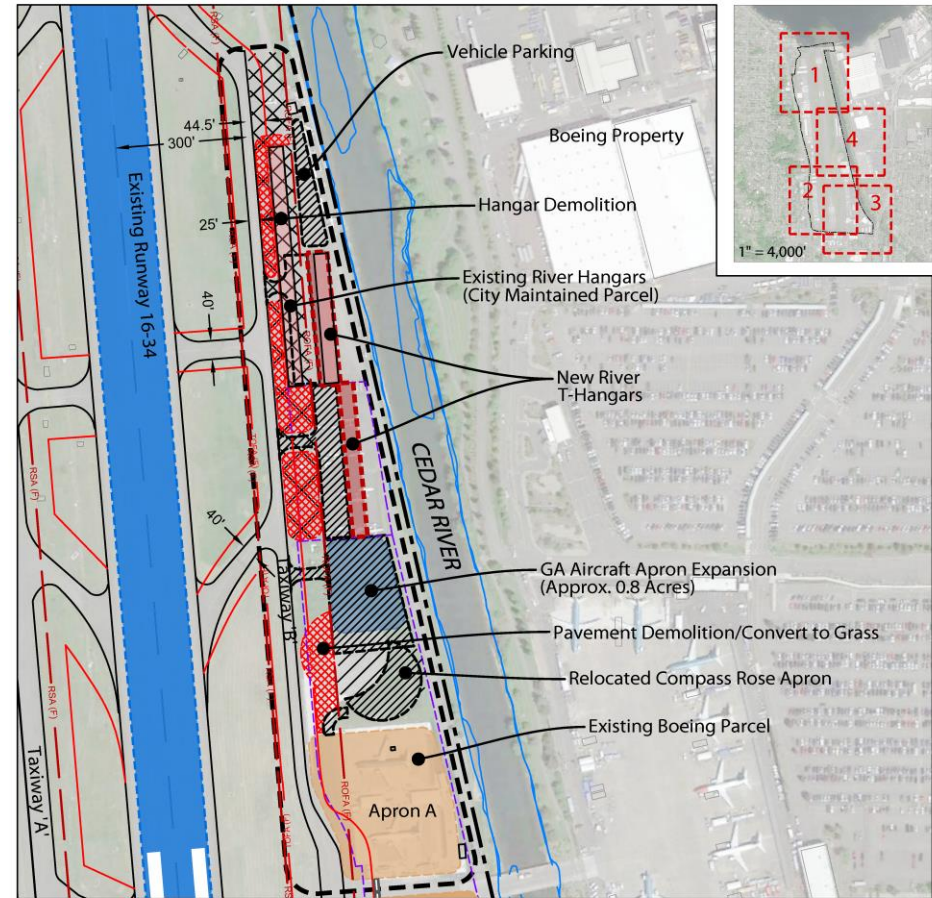 Vehicle Parking
Boeing Property
1
4
2
3
1" = 4,000'
44.5'
300'
Existing Runway 16-34
Hangar Demolition
25'
Existing River Hangars
(City Maintained Parcel)
40'
New River
T-Hangars
CEDAR RIVER
RSA (F)
40'
GA Aircraft Apron Expansion
(Approx. 0.8 Acres)
Taxiway 'B'
Pavement Demolition/Convert to Grass
Relocated Compass Rose Apron
RSA (F)
RSA (F)
Existing Boeing Parcel
Taxiway 'A'
ROFA (F)
Apron A